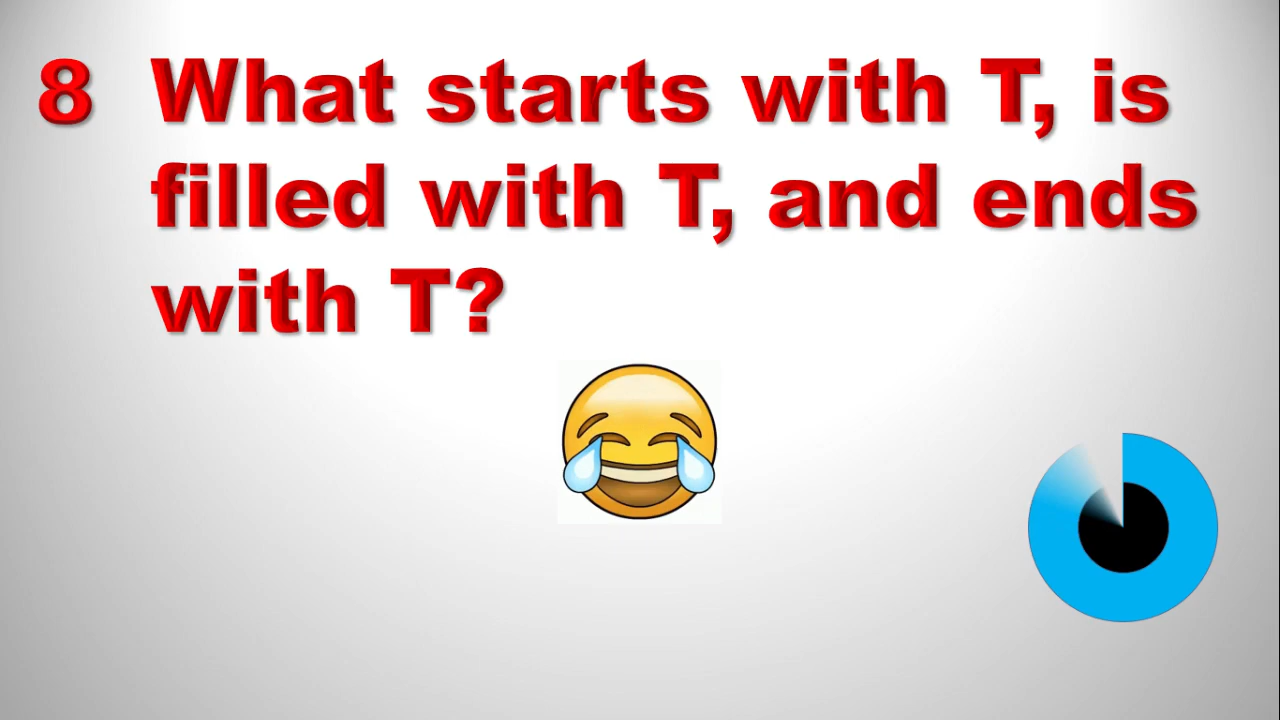 8 What starts with T, is
filled with T, and ends
with T?